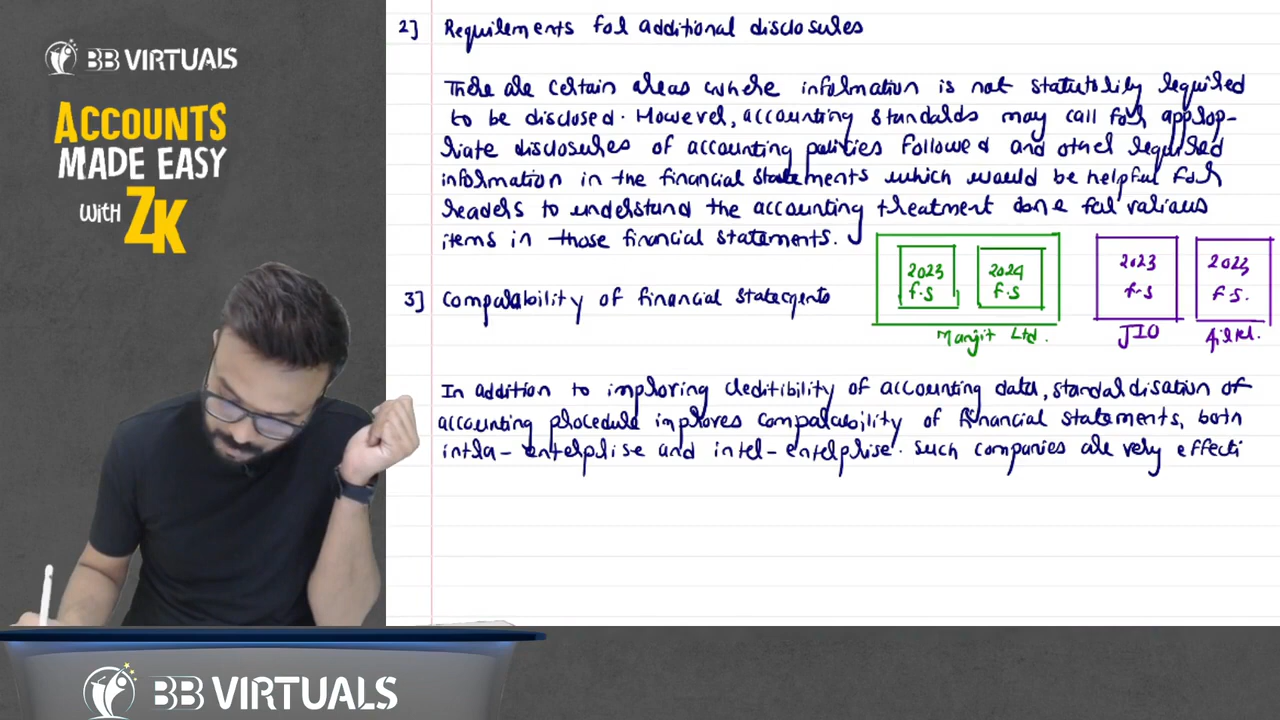 BB VIRTUALS
ACCOUNTS
MADE EASY
WITH ZK
2] Requirements for additional disclosures
There are certain areas where information is not statutorily required
to be disclosed. However, accounting standards may call for approp-
riate disclosures of accounting policies followed and other required
information in the financial statements which would be helpful for
readers to understand the accounting treatment done for various
items in those financial statements.
2023
F.S
2024
F.S
Manjit Ltd.
2023
F.S
JIO
2023
F.S.
Airtel.
3] Comparability of financial statements
In addition to improving creditibility of accounting data, standardisation of
accounting procedure improves comparability of financial statements, both
intra-enterprise and inter-enterprise. Such companies are very effecti
BB VIRTUALS